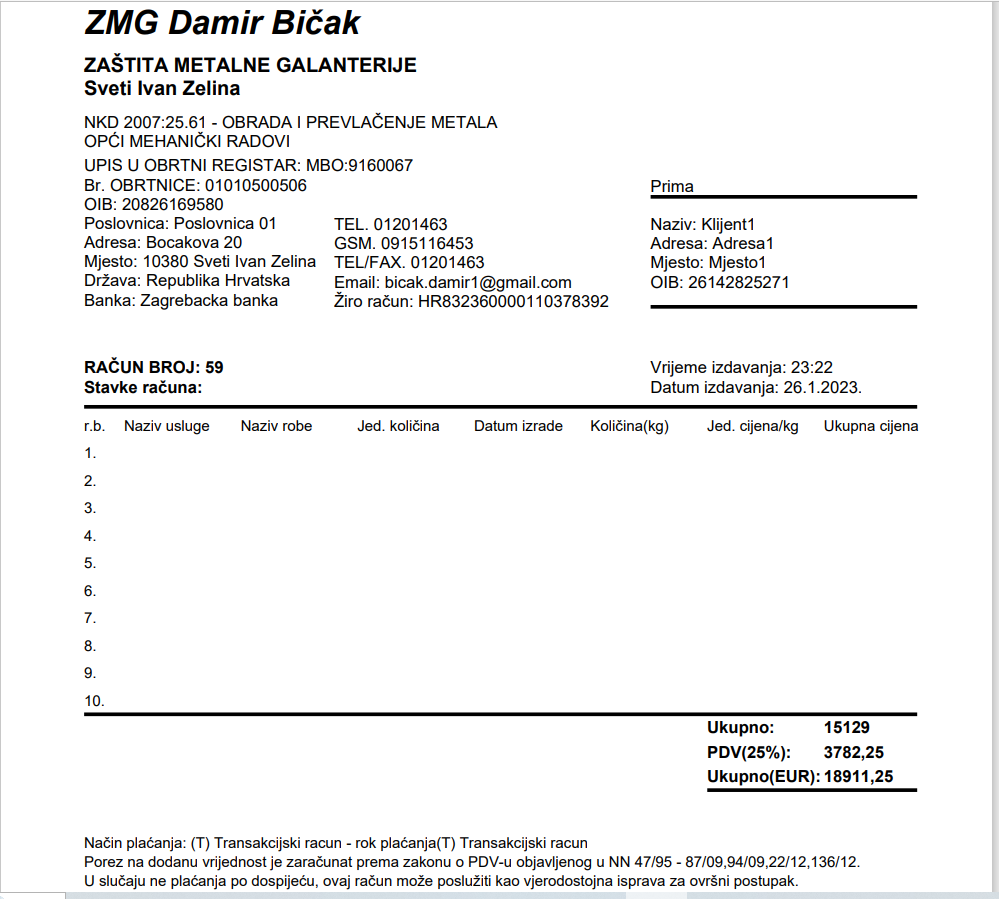 ZMG Damir Bičak
ZAŠTITA METALNE GALANTERIJE
Sveti Ivan Zelina
NKD 2007:25.61 - OBRADA I PREVLAČENJE METALA
OPĆI MEHANIČKI RADOVI
UPIS U OBRTNI REGISTAR: MBO:9160067
Br. OBRTNICE: 01010500506
OIB: 20826169580
Poslovnica: Poslovnica 01
Adresa: Bocakova 20
Mjesto: 10380 Sveti Ivan Zelina
Država: Republika Hrvatska
Banka: Zagrebacka banka
TEL. 01201463
GSM. 0915116453
TEL/FAX. 01201463
Email: bicak.damir1@gmail.com
Žiro račun: HR832360000110378392
Prima
Naziv: Klijent1
Adresa: Adresa1
Mjesto: Mjesto1
OIB: 26142825271
RAČUN BROJ: 59
Stavke računa:
Vrijeme izdavanja: 23:22
Datum izdavanja: 26.1.2023.
r.b. Naziv usluge Naziv robe Jed. količina Datum izrade Količina(kg) Jed. cijena/kg Ukupna cijena
1.
2.
3.
4.
5.
6.
7.
8.
9.
10.
Ukupno: 15129
PDV(25%): 3782,25
Ukupno(EUR): 18911,25
Način plaćanja: (T) Transakcijski racun - rok plaćanja(T) Transakcijski racun
Porez na dodanu vrijednost je zaračunat prema zakonu o PDV-u objavljenog u NN 47/95 - 87/09,94/09,22/12,136/12.
U slučaju ne plaćanja po dospijeću, ovaj račun može poslužiti kao vjerodostojna isprava za ovršni postupak.